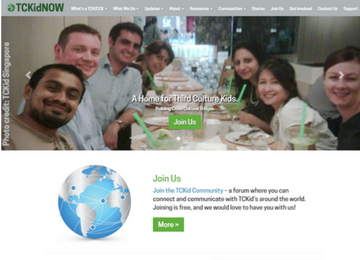 TCKidNOW
What's a TCK/CCK What We Do Updates About Resources Communities Stories Join Us Get Involved Contact Us Support
Photo credit: TCKid Singapore
A Home for Third Culture Kids
Building Cross Cultural Bridges
Join Us
Join Us
Join the TCKid Community – a forum where you can
connect and communicate with TCKid's around the world.
Joining is free, and we would love to have you with us!
More »